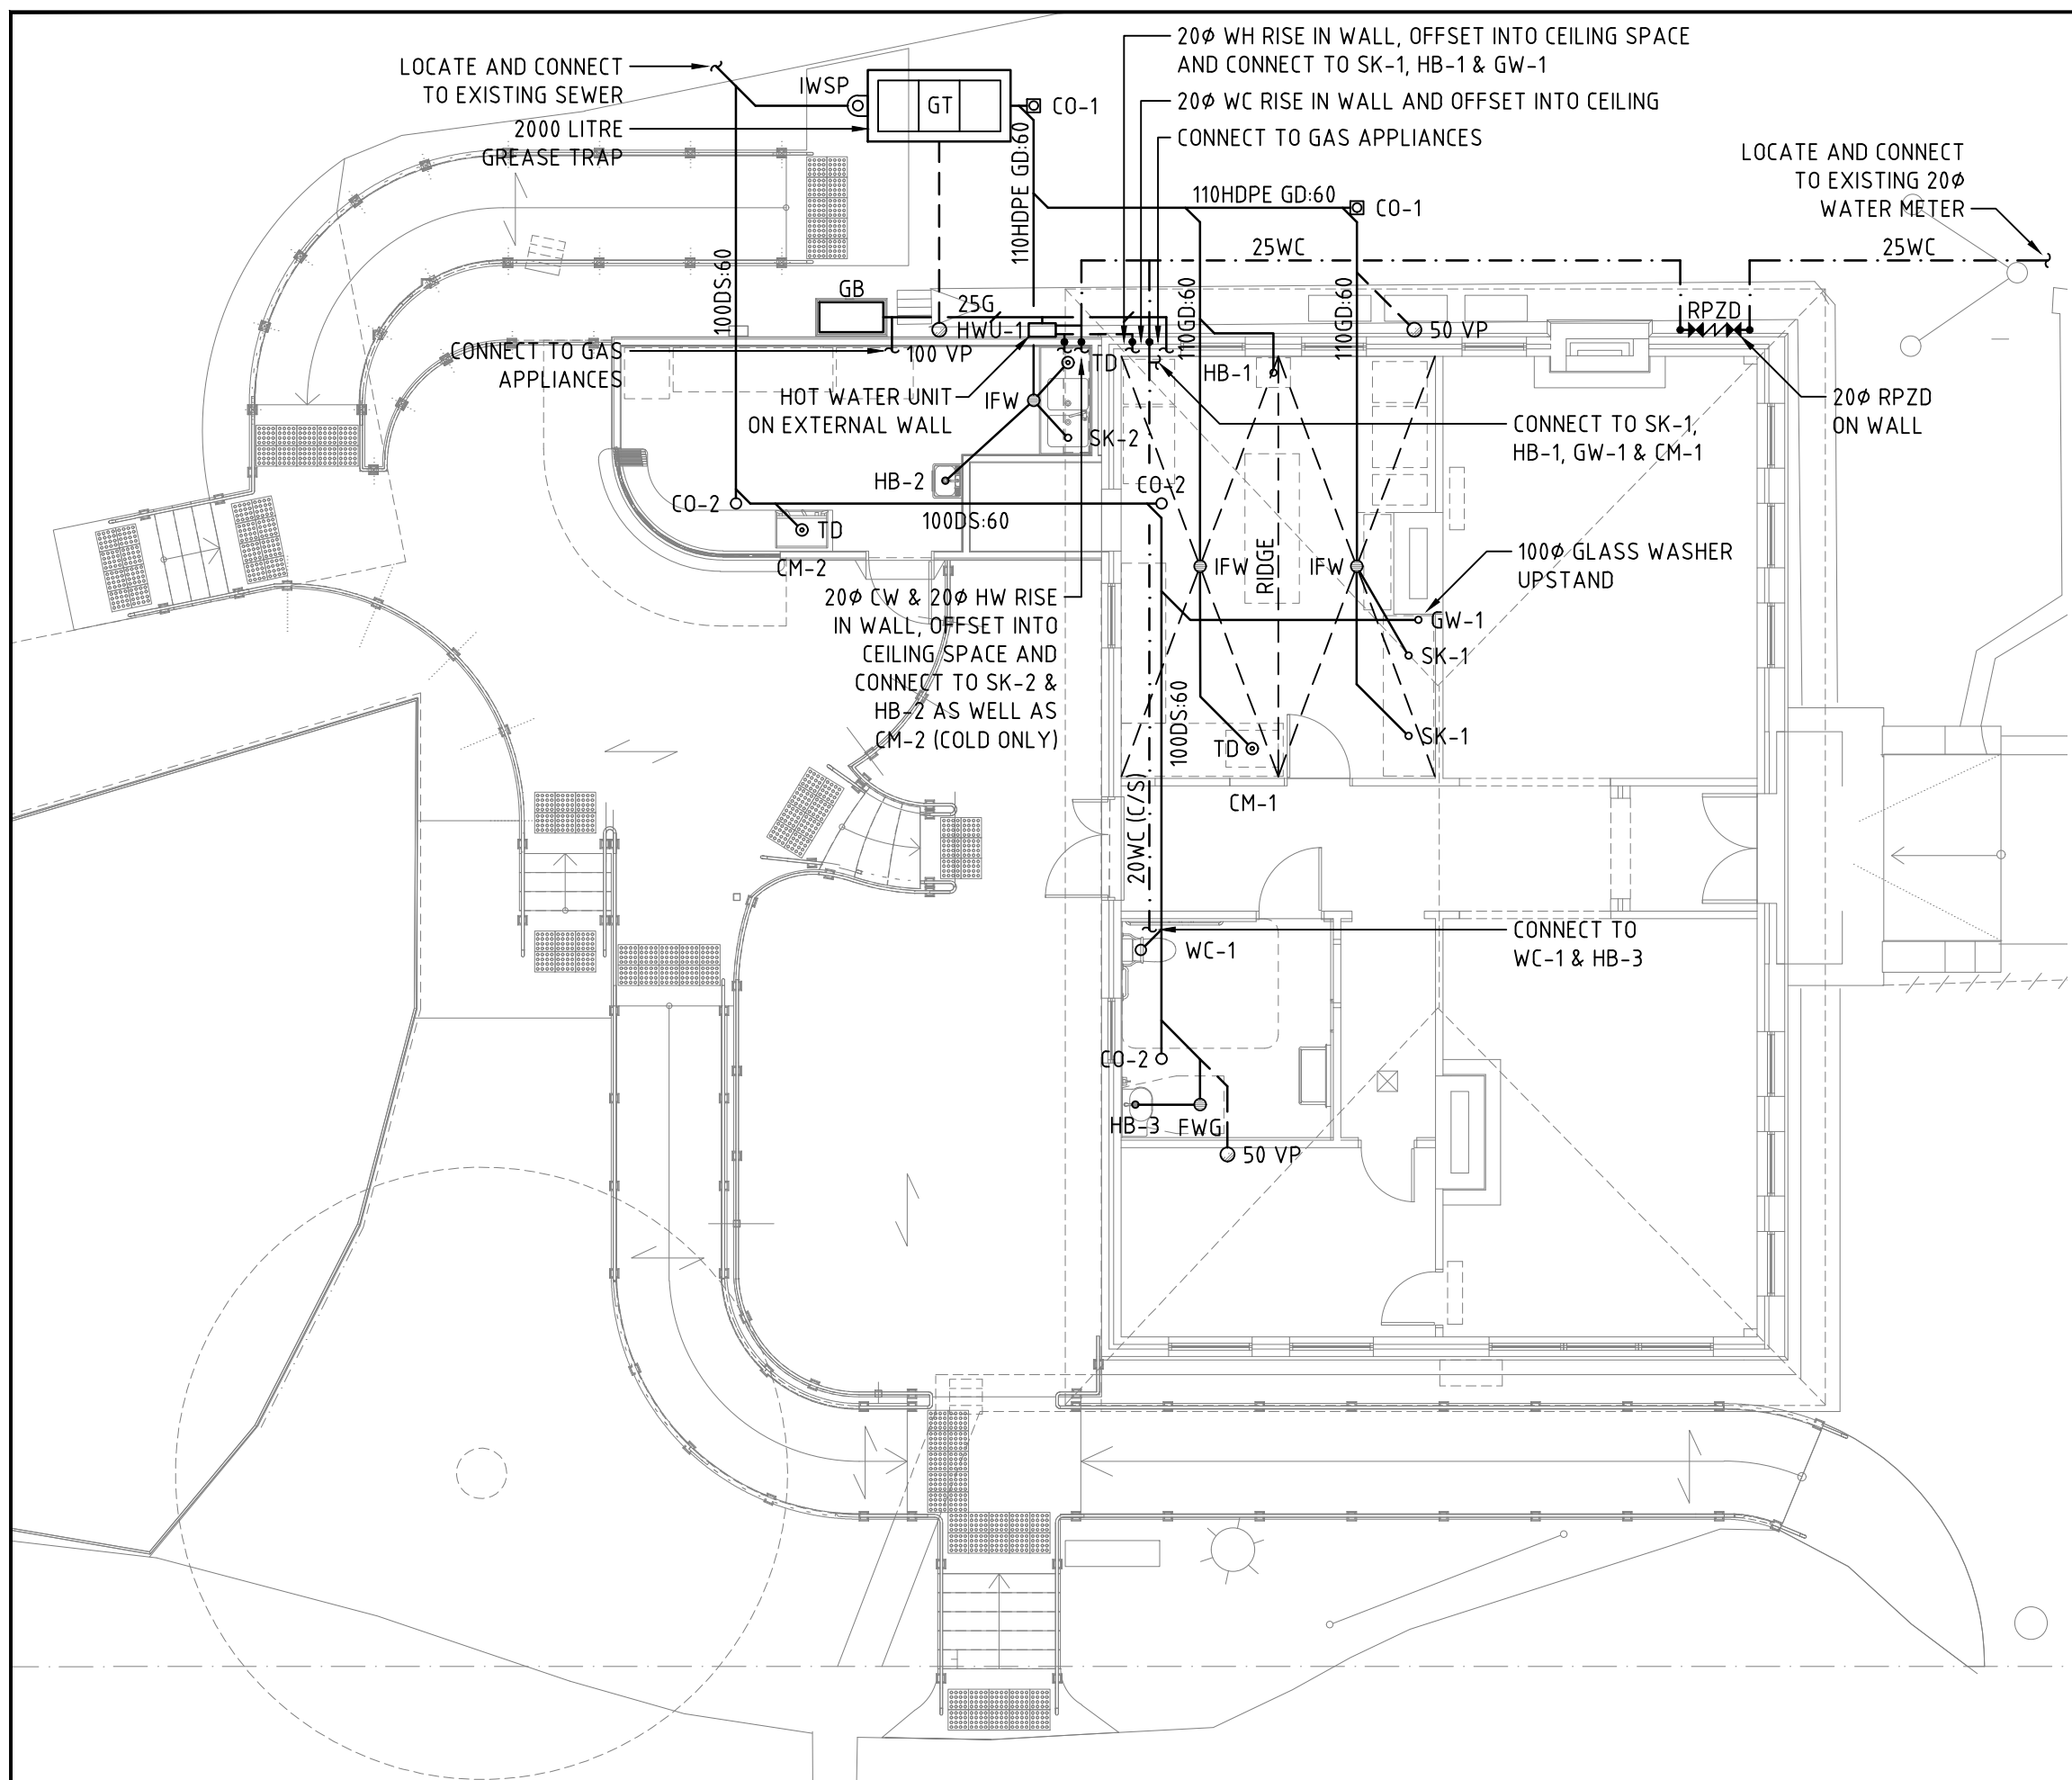 20Ø WH RISE IN WALL, OFFSET INTO CEILING SPACE
AND CONNECT TO SK-1, HB-1 & GW-1
LOCATE AND CONNECT
TO EXISTING SEWER
IWSP
GT
CO-1
20Ø WC RISE IN WALL AND OFFSET INTO CEILING
2000 LITRE
GREASE TRAP
CONNECT TO GAS APPLIANCES
LOCATE AND CONNECT
TO EXISTING 20Ø
WATER METER
110HDPE GD:60
110HDPE GD:60
CO-1
25WC
25WC
100DS:60
GB
25G
HWU-1
110GD:60
110GD:60
50 VP
RPZD
CONNECT TO GAS
APPLIANCES
100 VP
TD
HB-1
HOT WATER UNIT
ON EXTERNAL WALL
IFW
SK-2
20Ø RPZD
ON WALL
CONNECT TO SK-1,
HB-1, GW-1 & CM-1
HB-2
CO-2
CO-2
100DS:60
TD
CM-2
IFW
RIDGE
IFW
100Ø GLASS WASHER
UPSTAND
20Ø CW & 20Ø HW RISE
IN WALL, OFFSET INTO
CEILING SPACE AND
CONNECT TO SK-2 &
HB-2 AS WELL AS
CM-2 (COLD ONLY)
GW-1
SK-1
100DS:60
SK-1
TD
CM-1
20WC (C/S)
WC-1
CONNECT TO
WC-1 & HB-3
CO-2
HB-3
FWG
50 VP